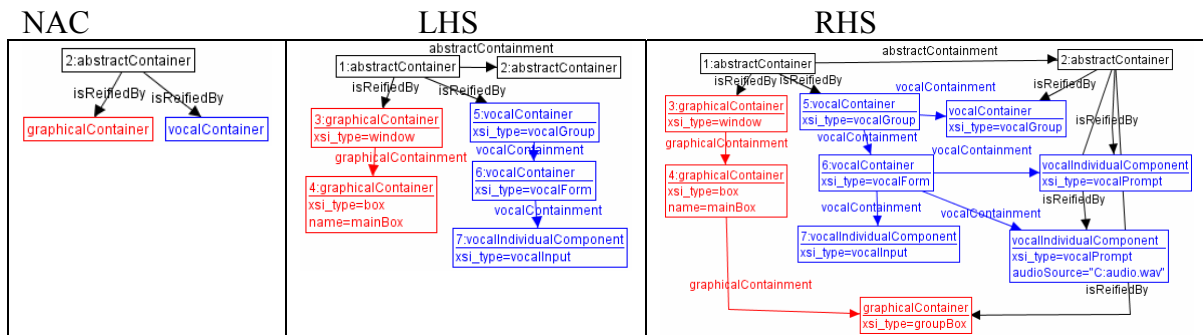 NAC
LHS
RHS
2:abstractContainer
isReifiedBy
isReifiedBy
graphicalContainer
vocalContainer
abstractContainment
1:abstractContainer
2:abstractContainer
isReifiedBy
isReifiedBy
3:graphicalContainer
xsi_type=window
5:vocalContainer
xsi_type=vocalGroup
graphicalContainment
vocalContainment
4:graphicalContainer
xsi_type=box
name=mainBox
6:vocalContainer
xsi_type=vocalForm
vocalContainment
7:vocalIndividualComponent
xsi_type=vocalInput
abstractContainment
1:abstractContainer
2:abstractContainer
isReifiedBy
isReifiedBy
vocalContainment
3:graphicalContainer
xsi_type=window
5:vocalContainer
xsi_type=vocalGroup
vocalContainer
xsi_type=vocalGroup
isReifiedBy
graphicalContainment
vocalContainment
vocalContainment
4:graphicalContainer
xsi_type=box
name=mainBox
6:vocalContainer
xsi_type=vocalForm
vocalIndividualComponent
xsi_type=vocalPrompt
isReifiedBy
vocalContainment
vocalContainment
7:vocalIndividualComponent
xsi_type=vocalInput
vocalIndividualComponent
xsi_type=vocalPrompt
audioSource="C:audio.wav"
graphicalContainment
isReifiedBy
graphicalContainer
xsi_type=groupBox